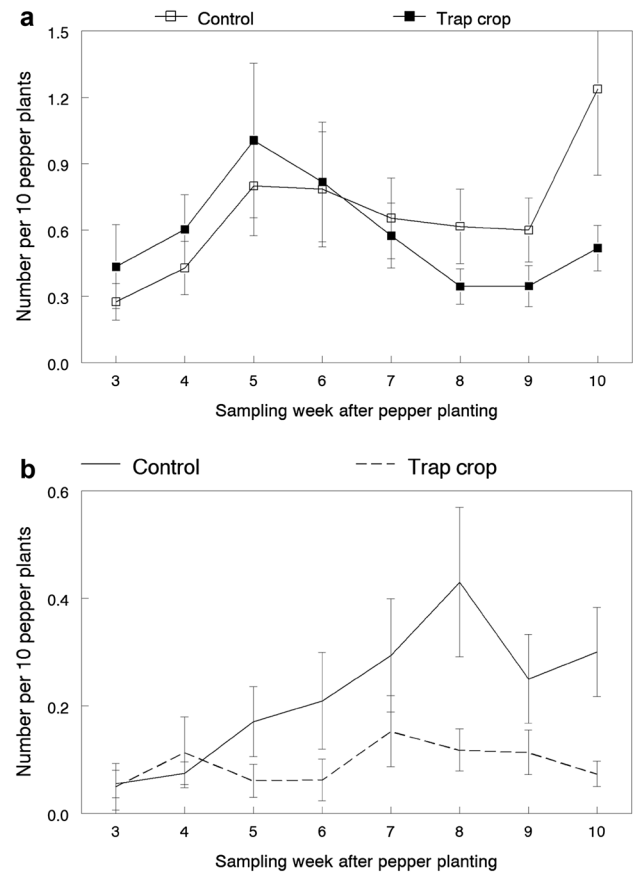 a
Control Trap crop
Number per 10 pepper plants
1.5
1.2
0.9
0.6
0.3
0.0
3 4 5 6 7 8 9 10
Sampling week after pepper planting
b
Control Trap crop
Number per 10 pepper plants
0.6
0.4
0.2
0.0
3 4 5 6 7 8 9 10
Sampling week after pepper planting